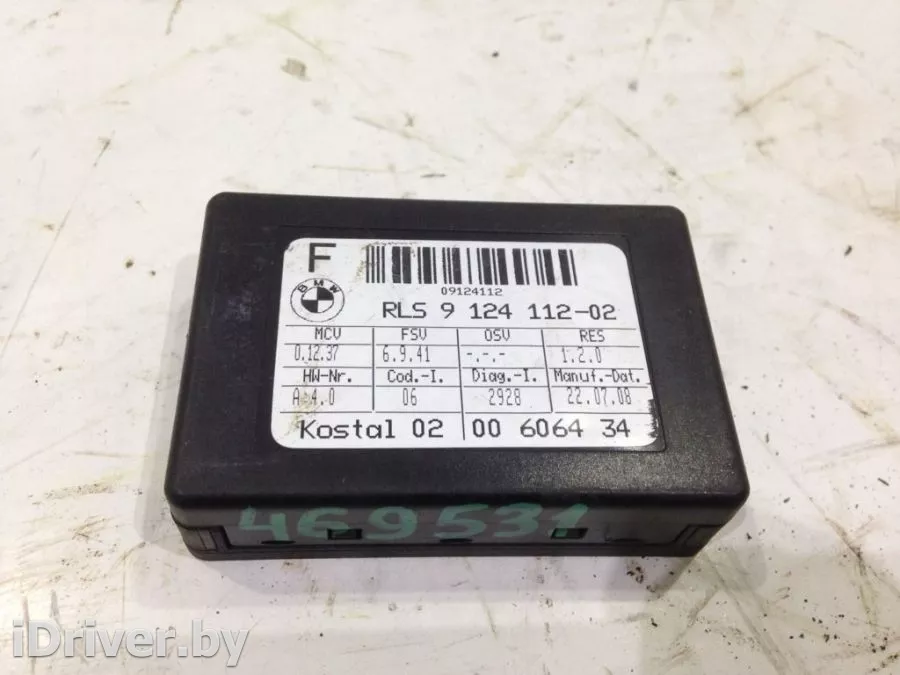 F
09124112
BMW
RLS 9 124 112-02
MCV FSV OSV RES
0.12.37 6.9.41 -.-.- 1.2.0
HW-Nr. Cod.-I. Diag.-I. Manuf.-Dat.
A 4.0 06 2928 22.07.08
Kostal 02 00 6064 34
469531
iDriver.by